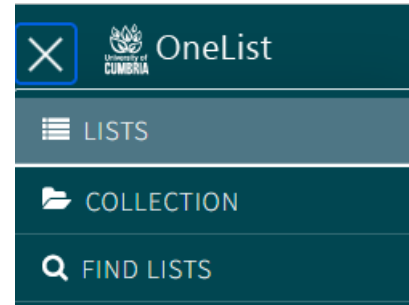 University of
CUMBRIA
OneList
LISTS
COLLECTION
FIND LISTS